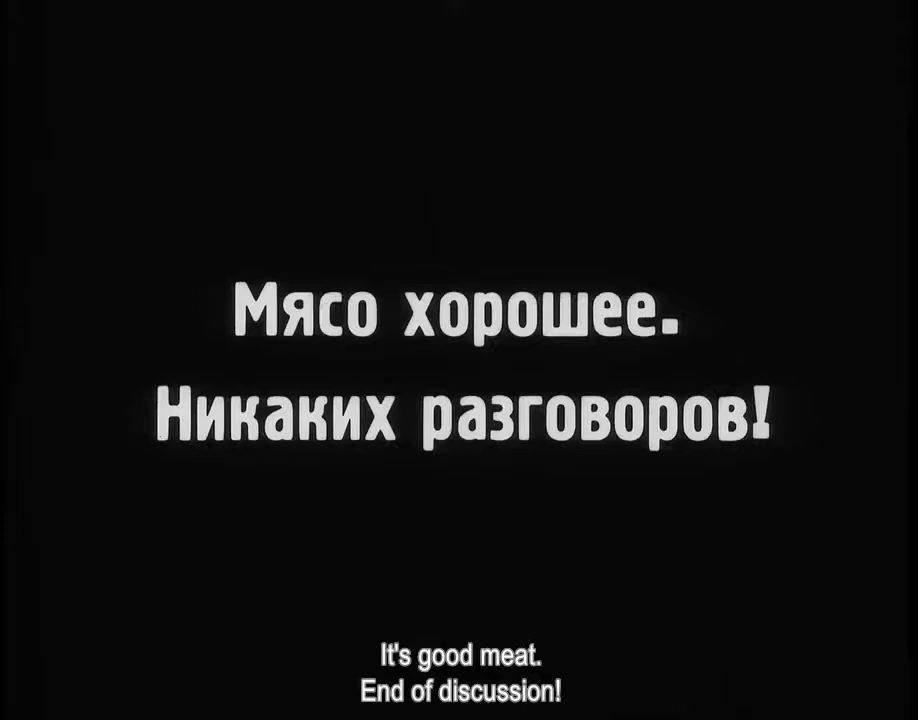 Мясо хорошее.
Никаких разговоров!
It's good meat.
End of discussion!